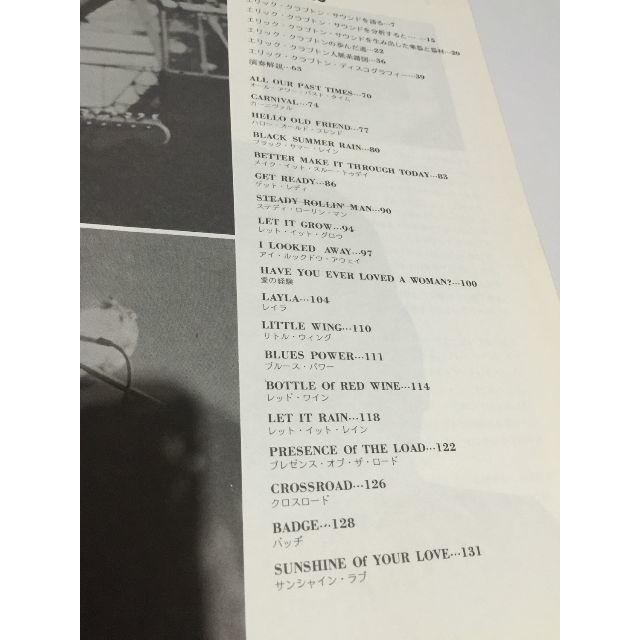 エリック・クラプトン・サウンドを語る…7
エリック・クラプトン・サウンドを分析すると……15
エリック・クラプトン・サウンドを生み出した楽器と器材…20
エリック・クラプトンの歩んだ道…22
エリック・クラプトン人脈系譜図…36
エリック・クラプトン・ディスコグラフィー…39
演奏解説…63
ALL OUR PAST TIMES…70
オール・アワー・パスト・タイム
CARNIVAL…74
カーニヴァル
HELLO OLD FRIEND…77
ハロー・オールド・フレンド
BLACK SUMMER RAIN…80
ブラック・サマー・レイン
BETTER MAKE IT THROUGH TODAY…83
メイク・イット・スルー・トゥデイ
GET READY…86
ゲット・レディ
STEADY ROLLIN' MAN…90
ステディ・ローリン・マン
LET IT GROW…94
レット・イット・グロウ
I LOOKED AWAY…97
アイ・ルックドウ・アウェイ
HAVE YOU EVER LOVED A WOMAN?…100
愛の経験
LAYLA…104
レイラ
LITTLE WING…110
リトル・ウィング
BLUES POWER…111
ブルース・パワー
BOTTLE Of RED WINE…114
レッド・ワイン
LET IT RAIN…118
レット・イット・レイン
PRESENCE Of THE LOAD…122
プレゼンス・オブ・ザ・ロード
CROSSROAD…126
クロスロード
BADGE…128
バッヂ
SUNSHINE Of YOUR LOVE…131
サンシャイン・ラブ